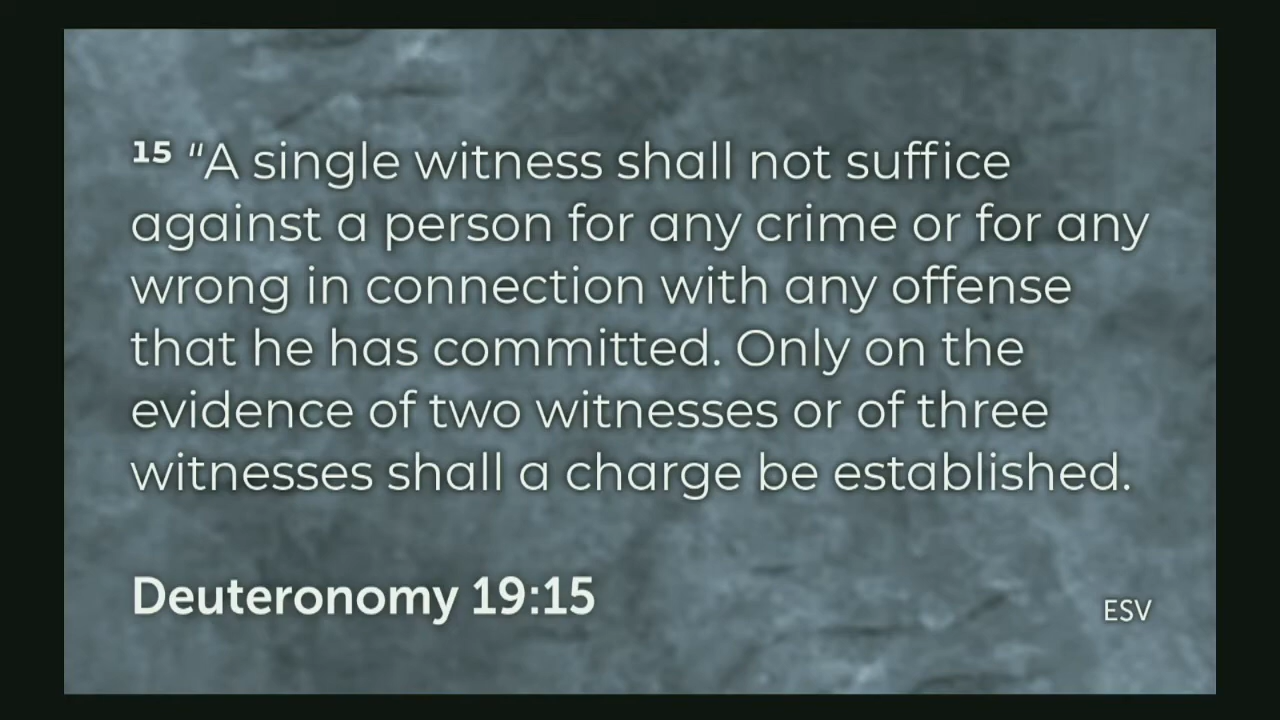 15 "A single witness shall not suffice
against a person for any crime or for any
wrong in connection with any offense
that he has committed. Only on the
evidence of two witnesses or of three
witnesses shall a charge be established.
Deuteronomy 19:15
ESV